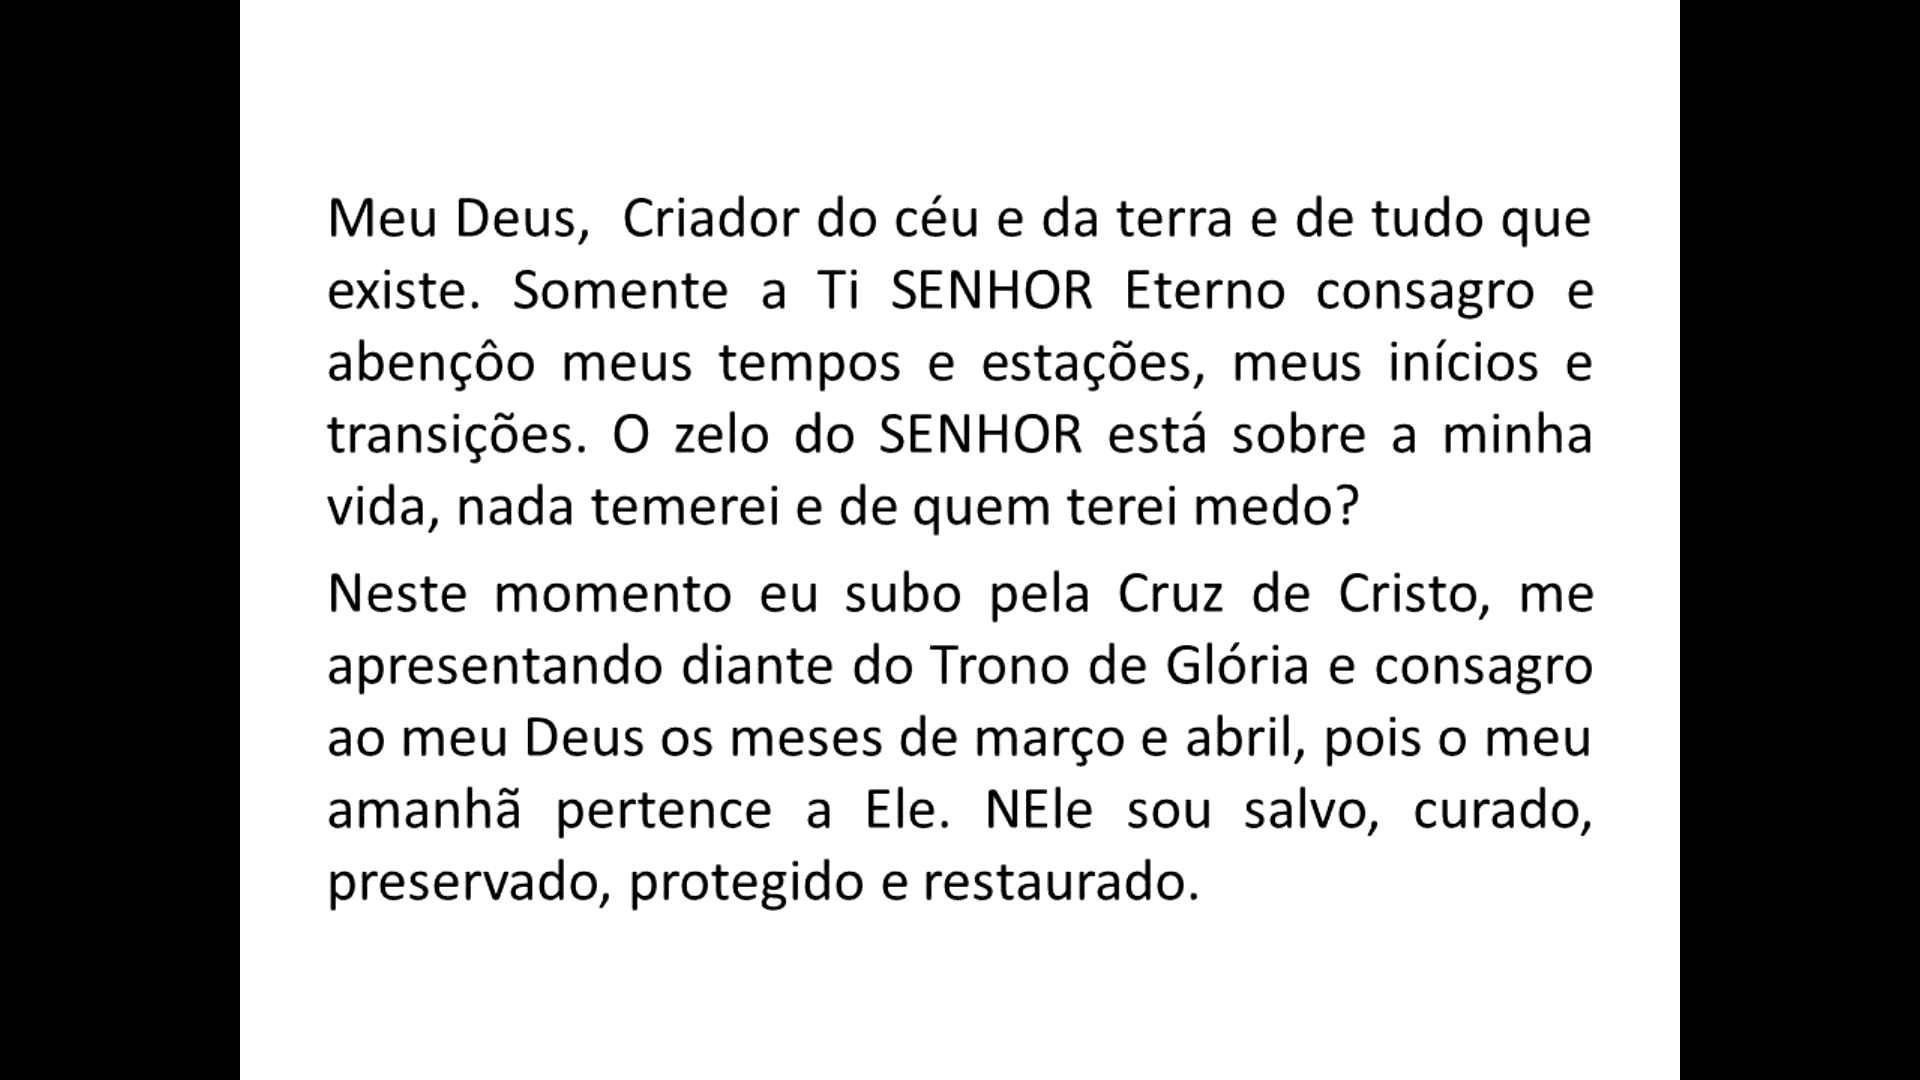 Meu Deus,  Criador do céu e da terra e de tudo que
existe. Somente a Ti SENHOR Eterno consagro e
abençôo meus tempos e estações, meus inícios e
transições. O zelo do SENHOR está sobre a minha
vida, nada temerei e de quem terei medo?
Neste momento eu subo pela Cruz de Cristo, me
apresentando diante do Trono de Glória e consagro
ao meu Deus os meses de março e abril, pois o meu
amanhã pertence a Ele. NEle sou salvo, curado,
preservado, protegido e restaurado.